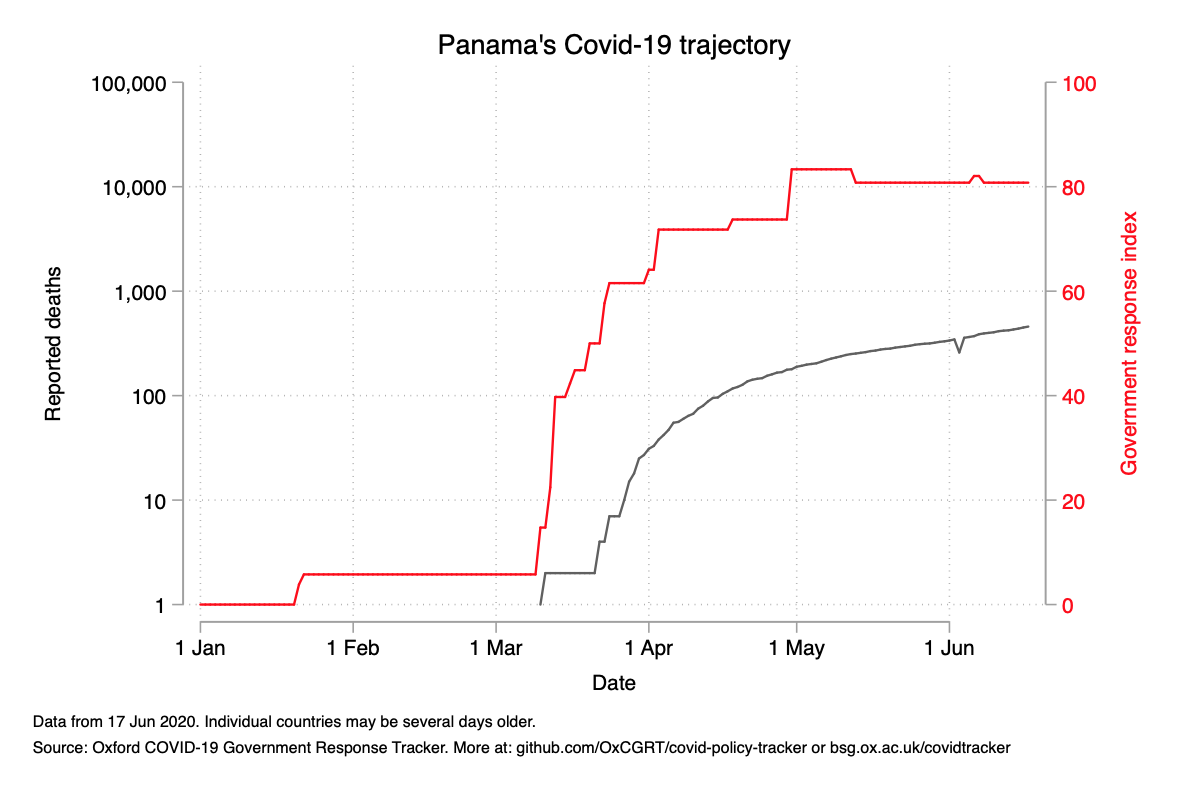 Panama's Covid-19 trajectory
100,000
10,000
1,000
100
10
1
Reported deaths
100
80
60
40
20
0
Government response index
1 Jan
1 Feb
1 Mar
1 Apr
1 May
1 Jun
Date
Data from 17 Jun 2020. Individual countries may be several days older.
Source: Oxford COVID-19 Government Response Tracker. More at: github.com/OxCGRT/covid-policy-tracker or bsg.ox.ac.uk/covidtracker